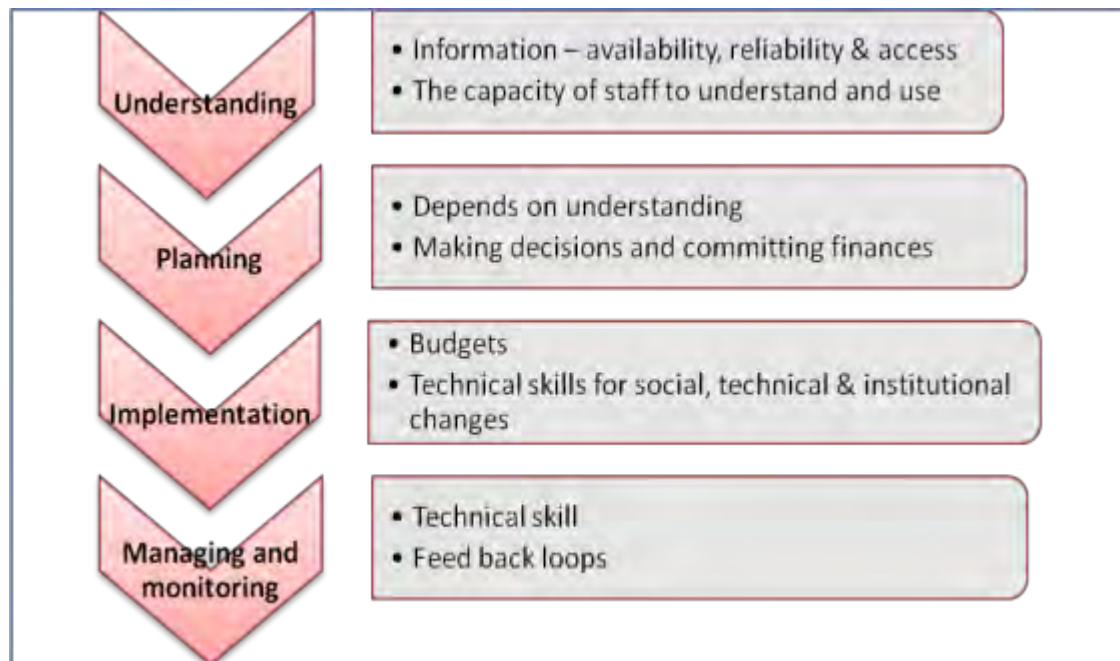 Understanding
• Information – availability, reliability & access
• The capacity of staff to understand and use
Planning
• Depends on understanding
• Making decisions and committing finances
Implementation
• Budgets
• Technical skills for social, technical & institutional
changes
Managing and
monitoring
• Technical skill
• Feed back loops